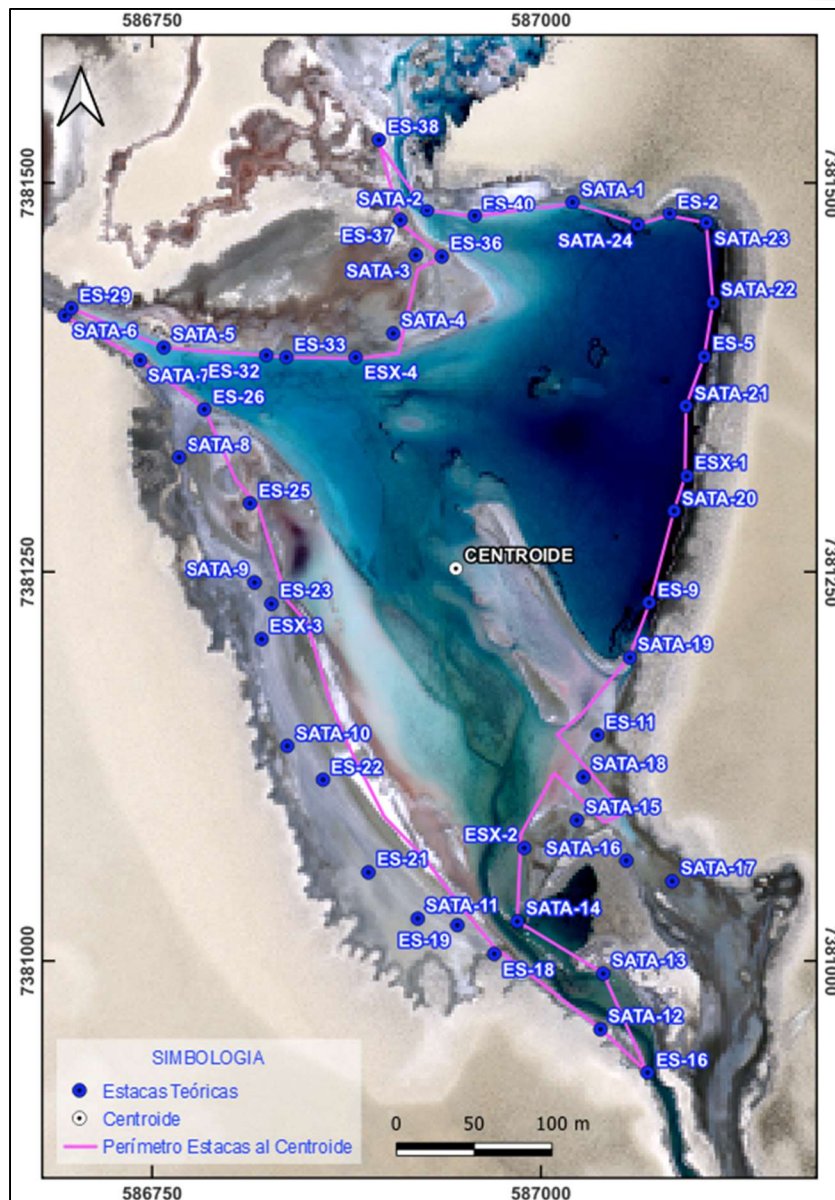 586750
587000
ES-38
7381500
7381500
SATA-2
ES-40
SATA-1
ES-2
ES-37
SATA-24
SATA-23
ES-36
SATA-3
ES-29
SATA-22
SATA-6
SATA-5
SATA-4
ES-33
ES-5
SATA-7
ES-32
ESX-4
ES-26
SATA-21
SATA-8
ESX-1
ES-25
SATA-20
CENTROIDE
7381250
7381250
SATA-9
ES-23
ES-9
ESX-3
SATA-19
SATA-10
ES-11
ES-22
SATA-18
SATA-15
ESX-2
SATA-16
ES-21
SATA-17
SATA-11
SATA-14
ES-19
ES-18
7381000
7381000
SATA-13
SATA-12
ES-16
SIMBOLOGIA
Estacas Teóricas
Centroide
Perímetro Estacas al Centroide
0 50 100 m
586750
587000